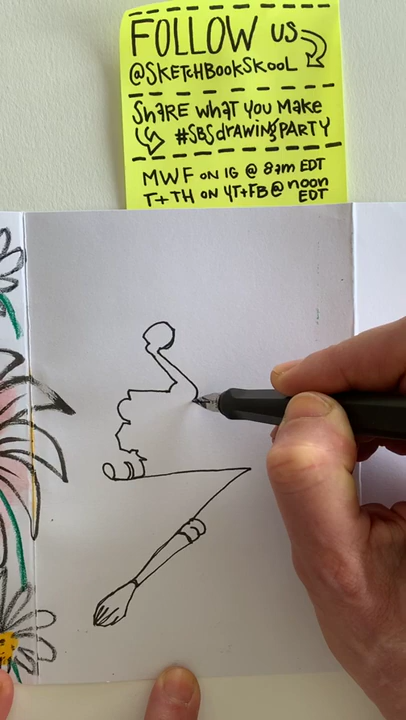 FOLLOW us
@SKETCHBOOKSKOOL
SHARE what You Make
#SBSdrawingPARTY
MWF ON IG @ 8am EDT
T+TH ON YT+FB @ noon
EDT